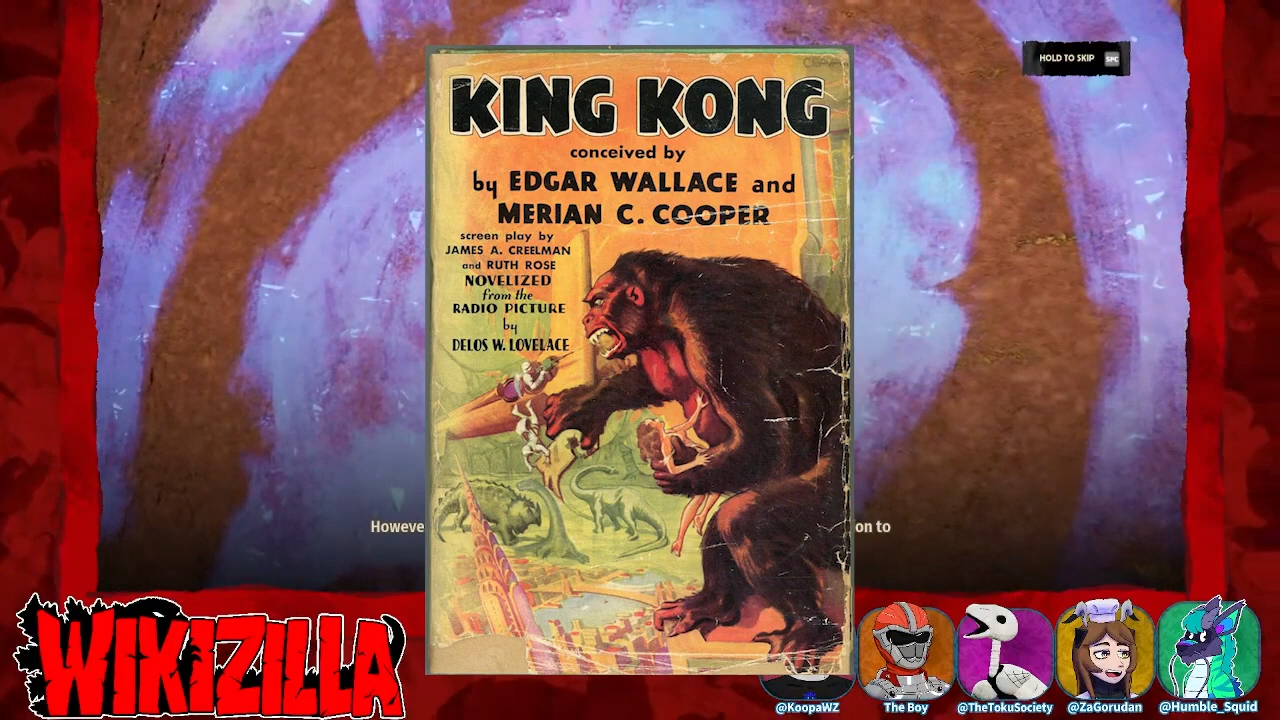 HOLD TO SKIP SPC
KING KONG
conceived by
by EDGAR WALLACE and
MERIAN C. COOPER
screen play by
JAMES A. CREELMAN
and RUTH ROSE
NOVELIZED
from the
RADIO PICTURE
by
DELOS W. LOVELACE
Howeve
on to
WIKIZILLA
@KoopaWZ
The Boy
@TheTokuSociety
@ZaGorudan
@Humble_Squid